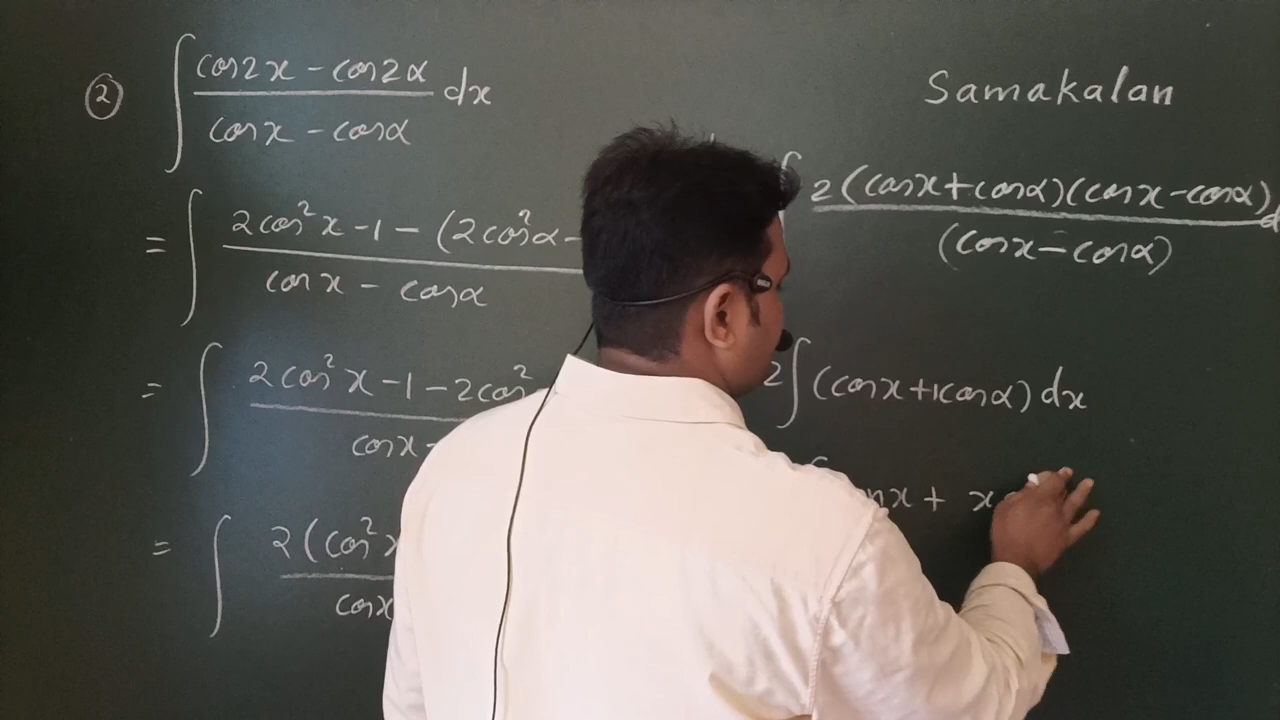 ② ∫ cos2x - cos2α / cosx - cosα dx
= ∫ 2cos²x - 1 - (2cos²α - / cosx - cosα
= ∫ 2cos²x - 1 - 2cos² / cosx -
= ∫ 2(cos²x / cosx
Samakalan
∫ 2(cosx + cosα)(cosx - cosα) / (cosx - cosα) d
2∫ (cosx + cosα) dx
nx + x